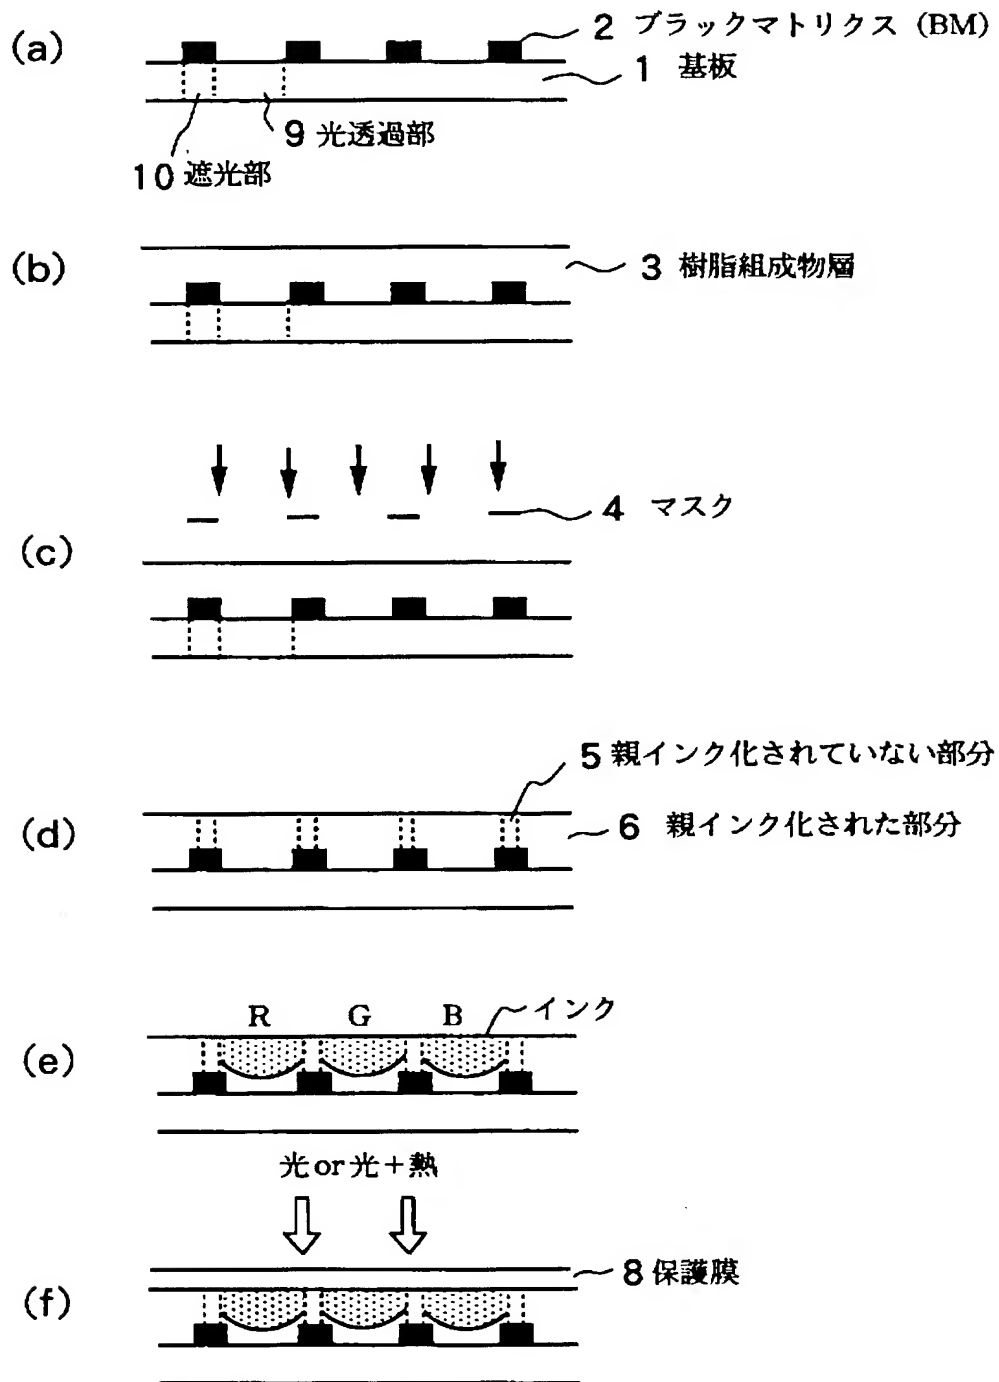 (a)
2 ブラックマトリクス (BM)
1 基板
9 光透過部
10 遮光部
(b)
3 樹脂組成物層
(c)
4 マスク
(d)
5 親インク化されていない部分
6 親インク化された部分
(e)
R G B インク
光or光+熱
(f)
8 保護膜